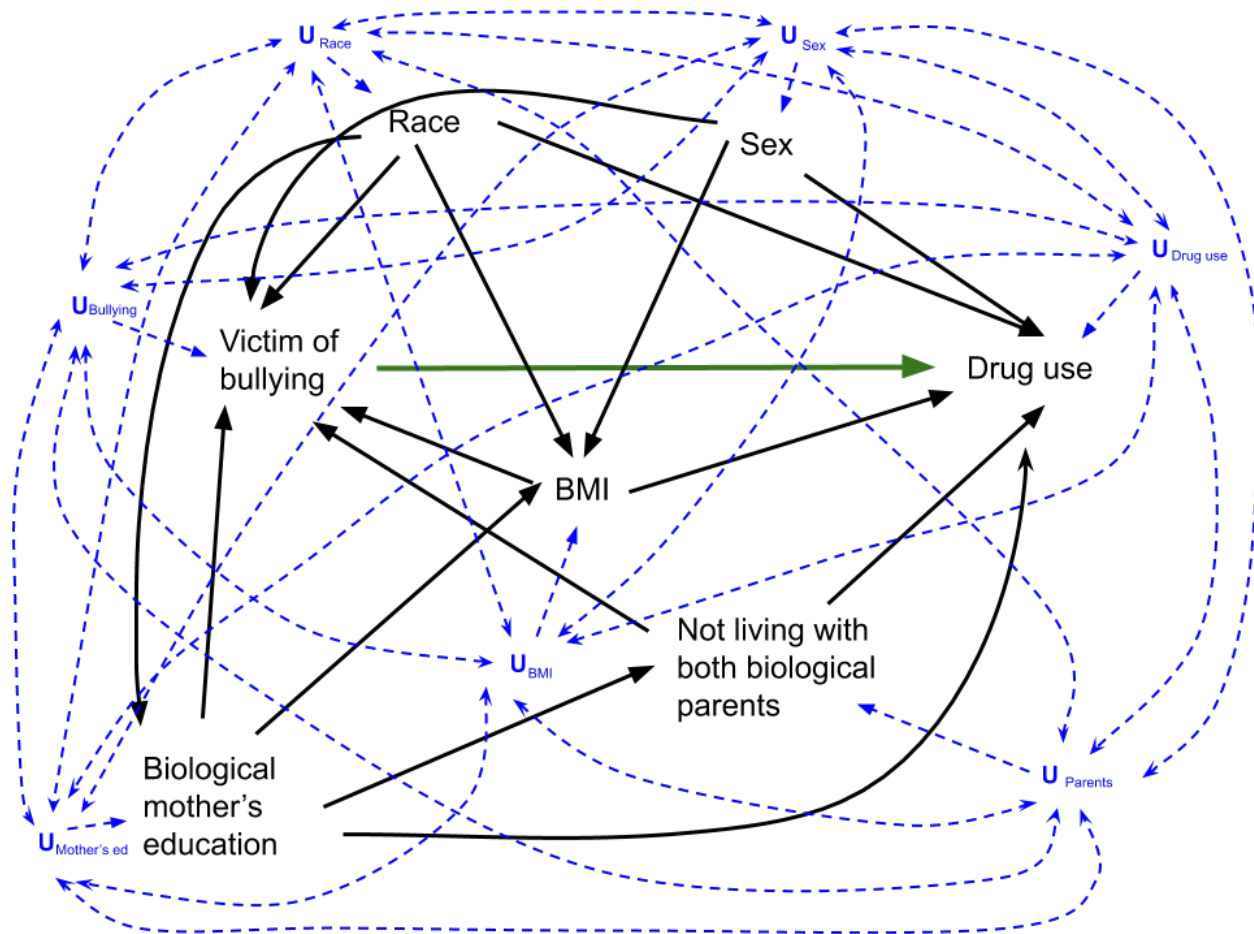 U Race
U Sex
Race
Sex
U Drug use
U Bullying
Victim of
bullying
Drug use
BMI
Not living with
both biological
parents
U BMI
Biological
mother's
education
U Parents
U Mother's ed